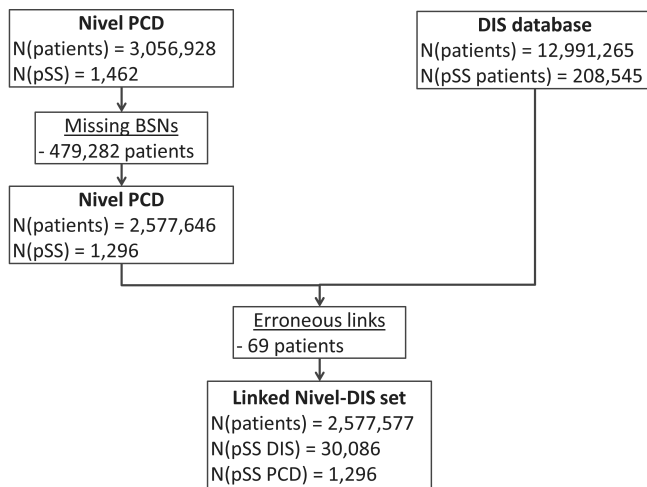 Nivel PCD
N(patients) = 3,056,928
N(pSS) = 1,462
DIS database
N(patients) = 12,991,265
N(pSS patients) = 208,545
Missing BSNs
- 479,282 patients
Nivel PCD
N(patients) = 2,577,646
N(pSS) = 1,296
Erroneous links
- 69 patients
Linked Nivel-DIS set
N(patients) = 2,577,577
N(pSS DIS) = 30,086
N(pSS PCD) = 1,296